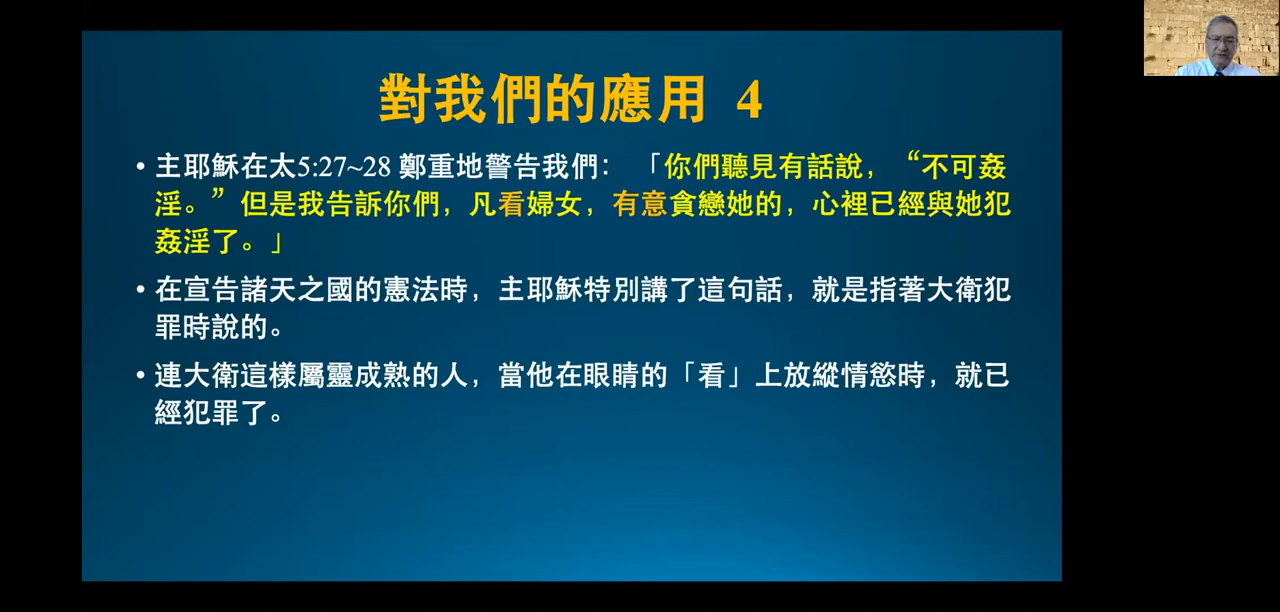 對我們的應用 4
• 主耶穌在太5:27~28 鄭重地警告我們：「你們聽見有話說，“不可姦
淫。”但是我告訴你們，凡看婦女，有意貪戀她的，心裡已經與她犯
姦淫了。」
• 在宣告諸天之國的憲法時，主耶穌特別講了這句話，就是指著大衛犯
罪時說的。
• 連大衛這樣屬靈成熟的人，當他在眼睛的「看」上放縱情慾時，就已
經犯罪了。